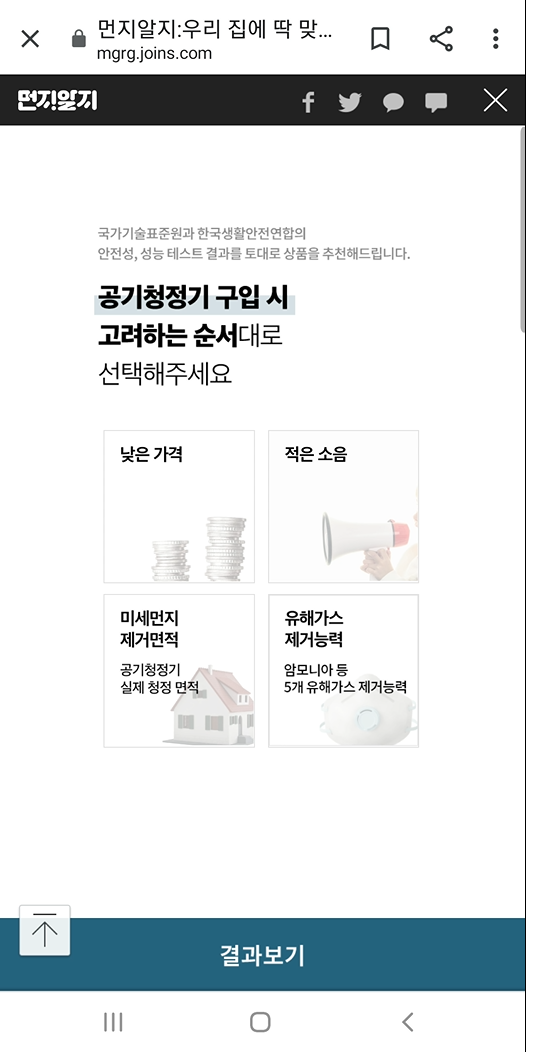 먼지알지:우리 집에 딱 맞...
mgrg.joins.com
먼지알지
국가기술표준원과 한국생활안전연합의
안전성, 성능 테스트 결과를 토대로 상품을 추천해드립니다.
공기청정기 구입 시
고려하는 순서대로
선택해주세요
낮은 가격
적은 소음
미세먼지
제거면적
공기청정기
실제 청정 면적
유해가스
제거능력
암모니아 등
5개 유해가스 제거능력
결과보기